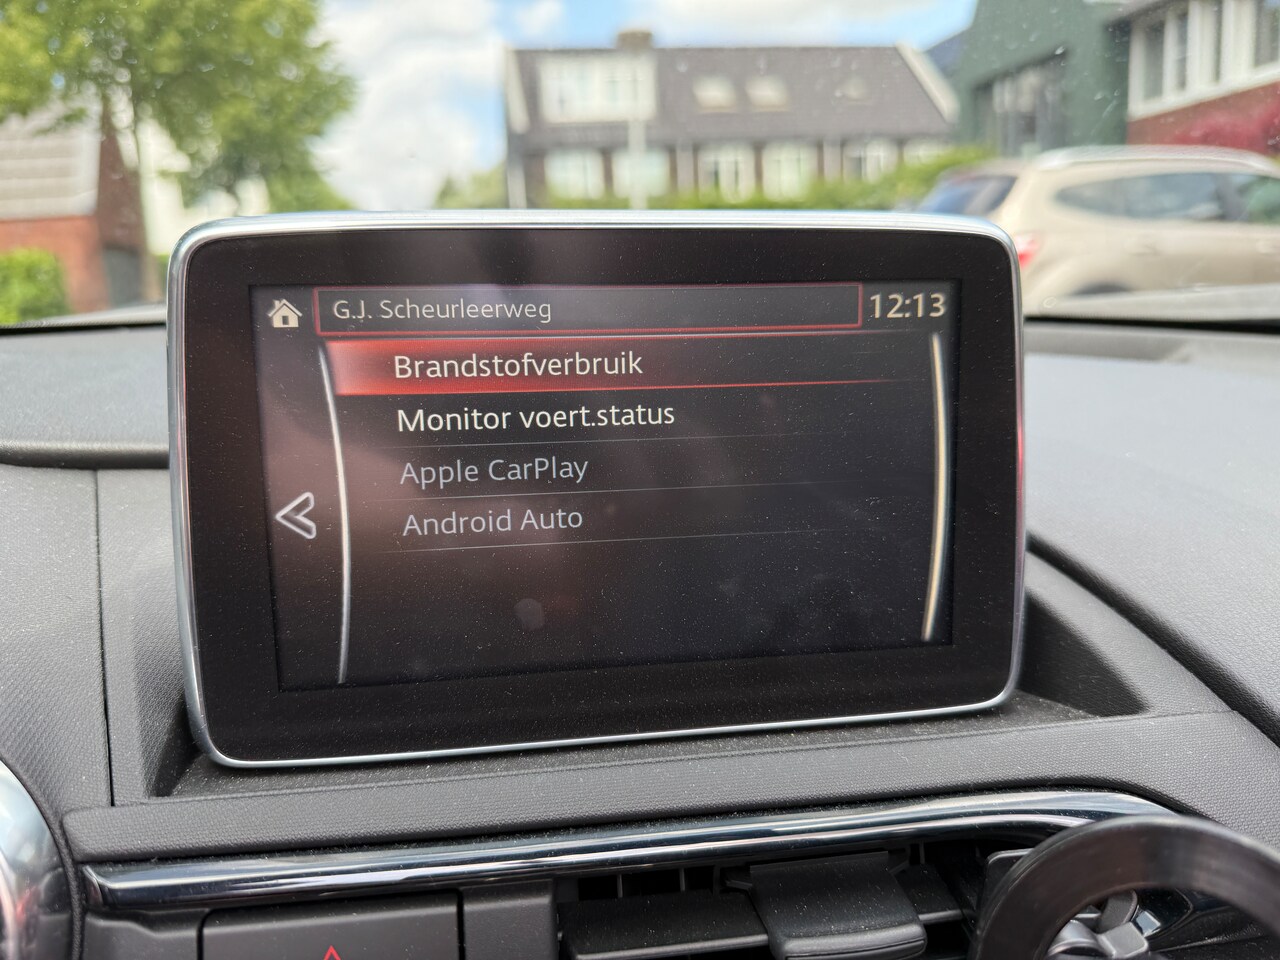 G.J. Scheurleerweg
12:13
Brandstofverbruik
Monitor voert.status
Apple CarPlay
Android Auto